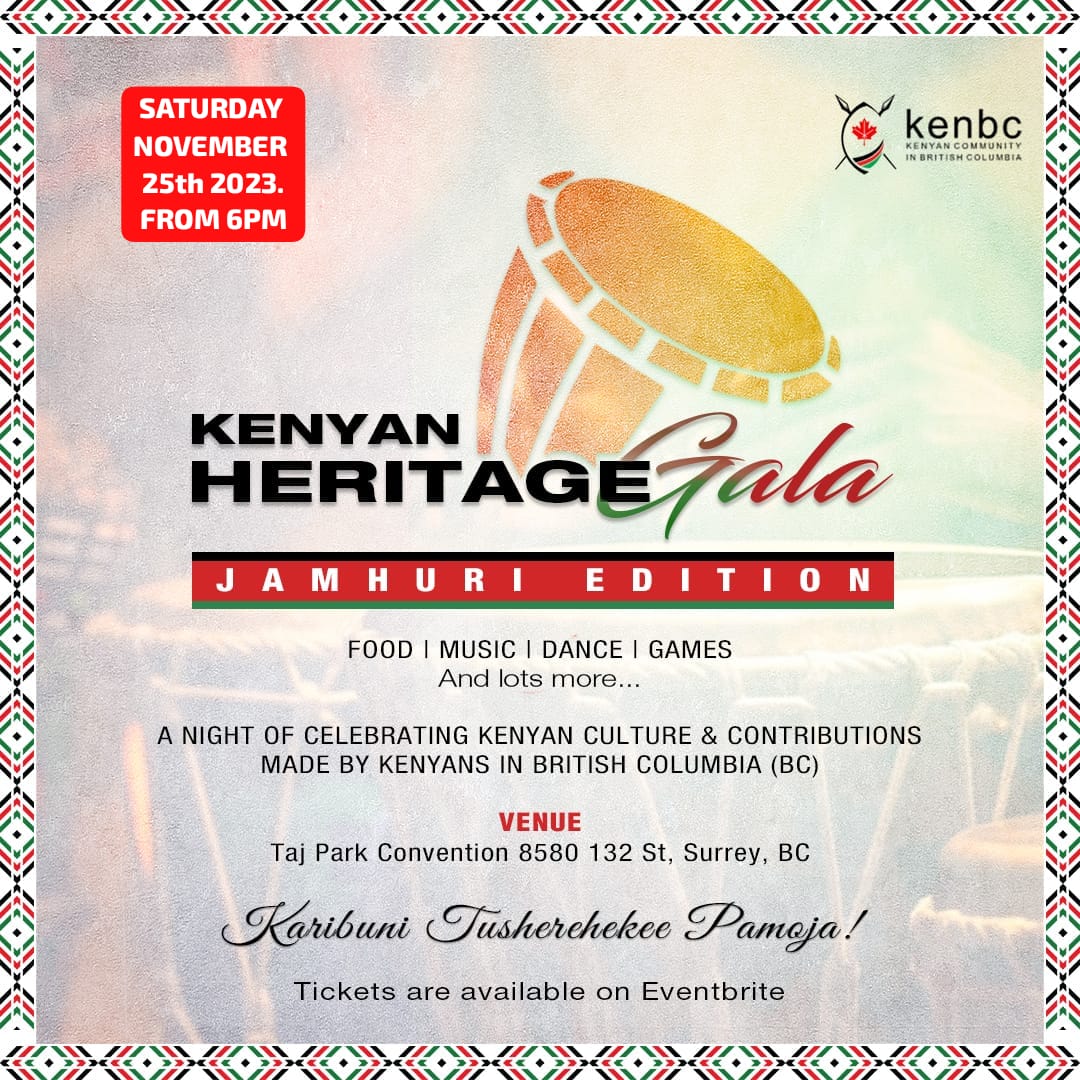 SATURDAY
NOVEMBER
25th 2023.
FROM 6PM
kenbc
KENYAN COMMUNITY
IN BRITISH COLUMBIA
KENYAN
HERITAGE Gala
JAMHURI EDITION
FOOD | MUSIC | DANCE | GAMES
And lots more...
A NIGHT OF CELEBRATING KENYAN CULTURE & CONTRIBUTIONS
MADE BY KENYANS IN BRITISH COLUMBIA (BC)
VENUE
Taj Park Convention 8580 132 St, Surrey, BC
Karibuni Tusherehekee Pamoja!
Tickets are available on Eventbrite